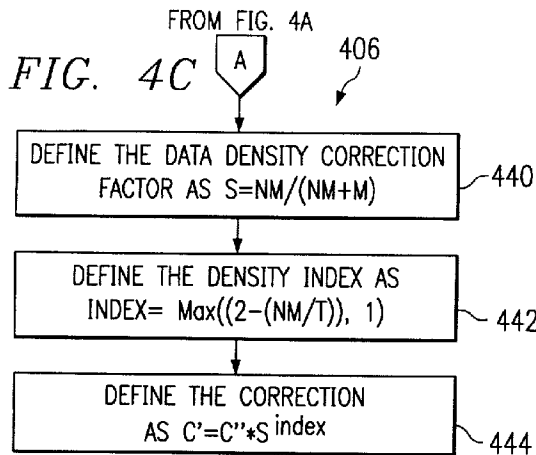 FROM FIG. 4A
A
FIG. 4C
406
DEFINE THE DATA DENSITY CORRECTION
FACTOR AS S=NM/(NM+M)
440
DEFINE THE DENSITY INDEX AS
INDEX= Max((2-(NM/T)), 1)
442
DEFINE THE CORRECTION
AS C'=C''*S^index
444